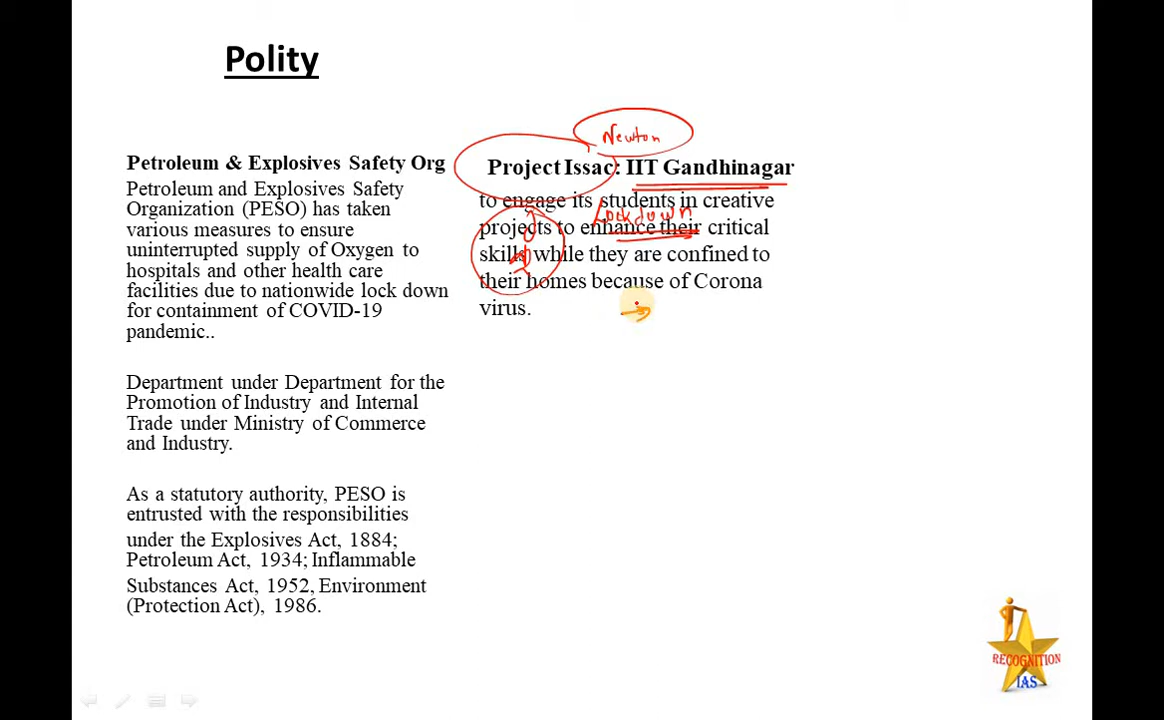 Polity
Petroleum & Explosives Safety Org
Petroleum and Explosives Safety
Organization (PESO) has taken
various measures to ensure
uninterrupted supply of Oxygen to
hospitals and other health care
facilities due to nationwide lock down
for containment of COVID-19
pandemic..
Department under Department for the
Promotion of Industry and Internal
Trade under Ministry of Commerce
and Industry.
As a statutory authority, PESO is
entrusted with the responsibilities
under the Explosives Act, 1884;
Petroleum Act, 1934; Inflammable
Substances Act, 1952, Environment
(Protection Act), 1986.
Newton
Project Issac: IIT Gandhinagar
to engage its students in creative
Lockdown
projects to enhance their critical
skills while they are confined to
their homes because of Corona
virus.
RECOGNITION
IAS